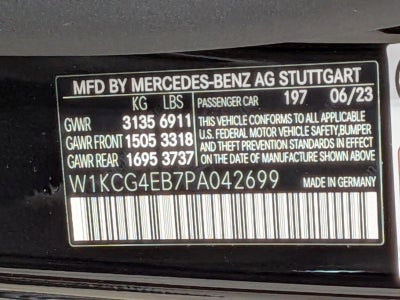 MFD BY MERCEDES-BENZ AG STUTTGART
KG LBS PASSENGER CAR 197 06/23
GVWR 3135 6911 THIS VEHICLE CONFORMS TO ALL APPLICABLE
GAWR FRONT 1505 3318 U.S. FEDERAL MOTOR VEHICLE SAFETY, BUMPER
GAWR REAR 1695 3737 AND THEFT PREVENTION STANDARDS IN EFFECT
ON THE DATE OF MANUFACTURE SHOWN ABOVE.
W1KCG4EB7PA042699 MADE IN GERMANY